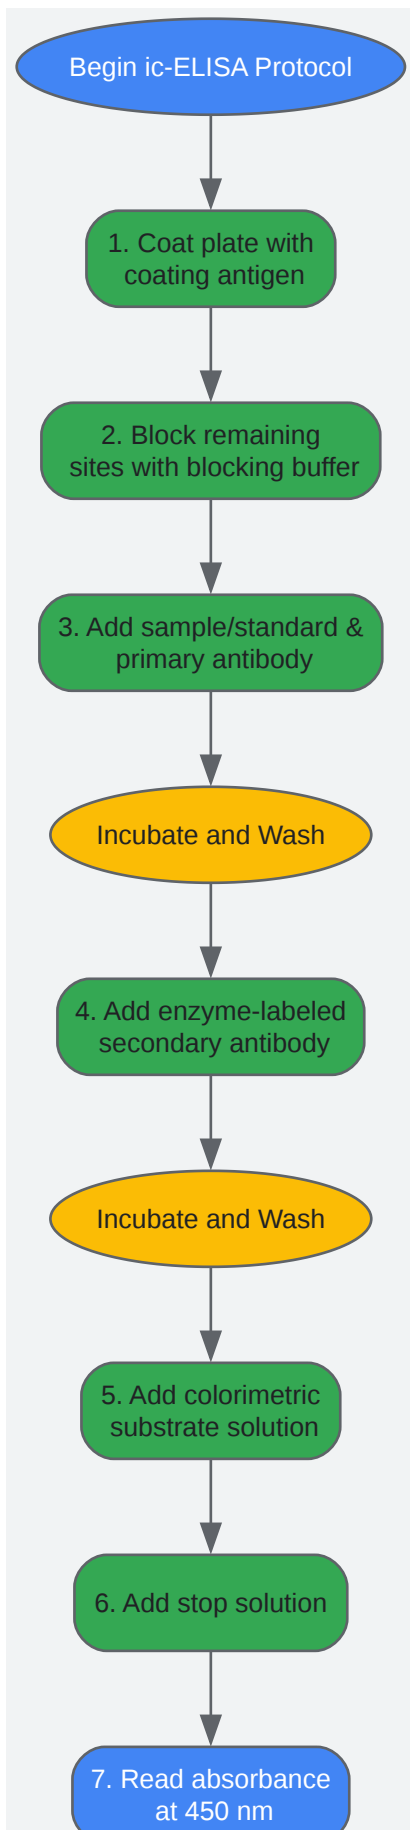 Begin ic-ELISA Protocol
1. Coat plate with
coating antigen
2. Block remaining
sites with blocking buffer
3. Add sample/standard &
primary antibody
Incubate and Wash
4. Add enzyme-labeled
secondary antibody
Incubate and Wash
5. Add colorimetric
substrate solution
6. Add stop solution
7. Read absorbance
at 450 nm